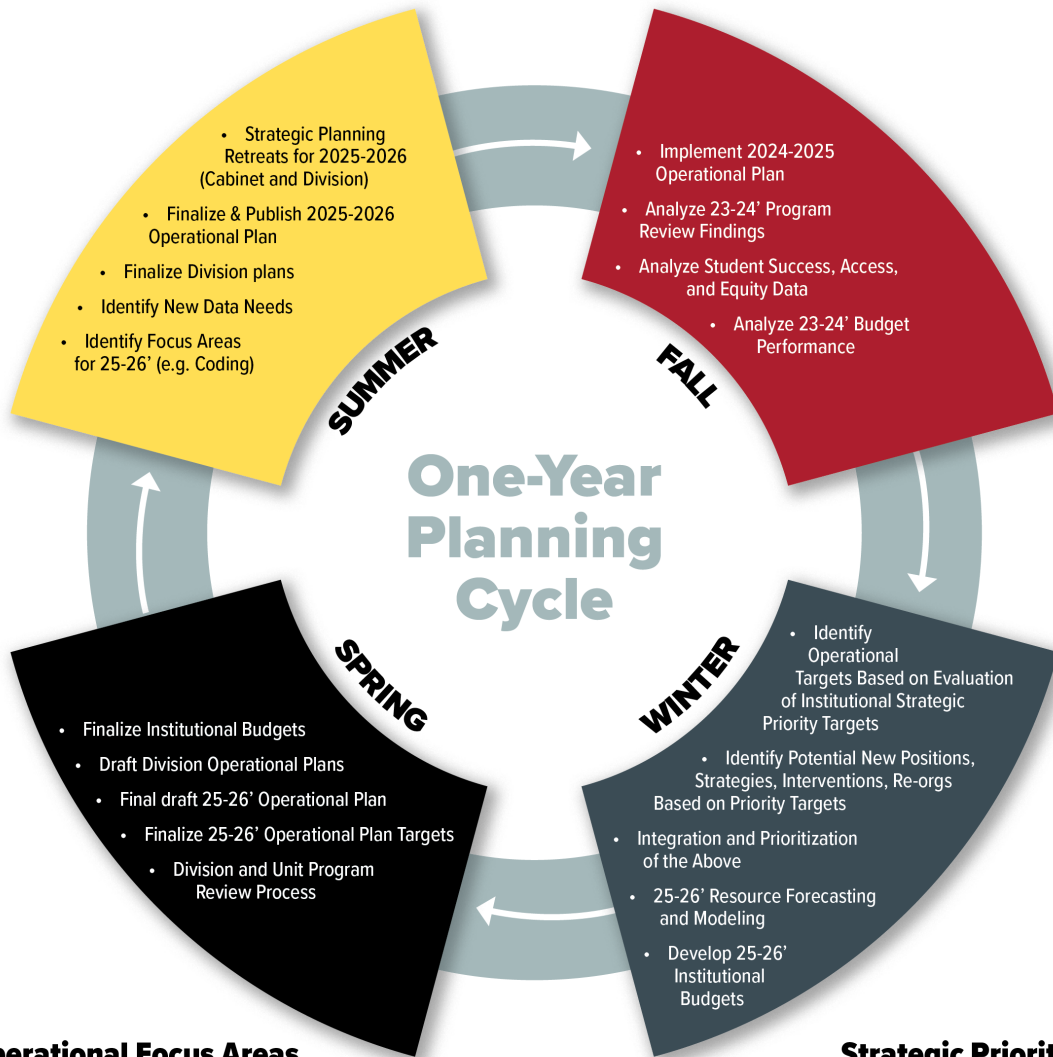 • Strategic Planning
Retreats for 2025-2026
(Cabinet and Division)
• Finalize & Publish 2025-2026
Operational Plan
• Finalize Division plans
• Identify New Data Needs
• Identify Focus Areas
for 25-26’ (e.g. Coding)
SUMMER
• Implement 2024-2025
Operational Plan
• Analyze 23-24’ Program
Review Findings
• Analyze Student Success, Access,
and Equity Data
• Analyze 23-24’ Budget
Performance
FALL
One-Year
Planning
Cycle
WINTER
• Identify
Operational
Targets Based on Evaluation
of Institutional Strategic
Priority Targets
• Identify Potential New Positions,
Strategies, Interventions, Re-orgs
Based on Priority Targets
• Integration and Prioritization
of the Above
• 25-26’ Resource Forecasting
and Modeling
• Develop 25-26’
Institutional
Budgets
SPRING
• Finalize Institutional Budgets
• Draft Division Operational Plans
• Final draft 25-26’ Operational Plan
• Finalize 25-26’ Operational Plan Targets
• Division and Unit Program
Review Process
Focus Areas
Strategic